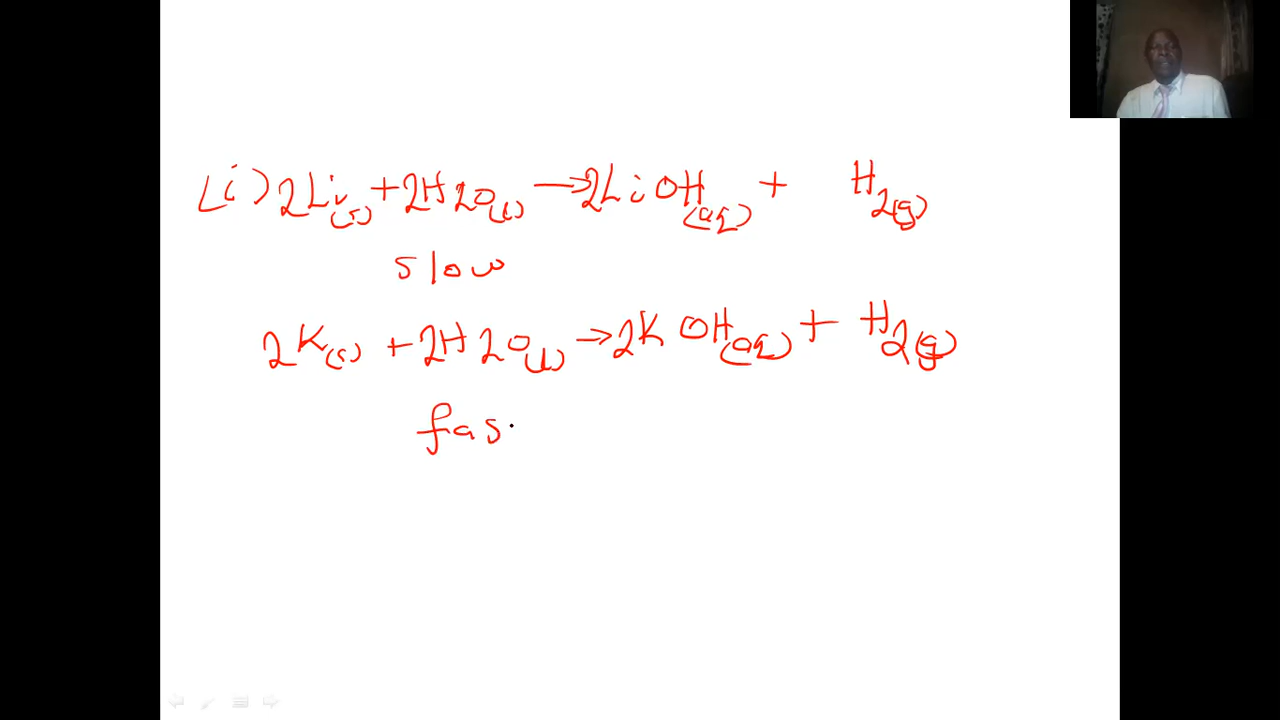 (i) 2Li(s) + 2H2O(l) → 2LiOH(aq) + H2(g)
slow
2K(s) + 2H2O(l) → 2KOH(aq) + H2(g)
fas